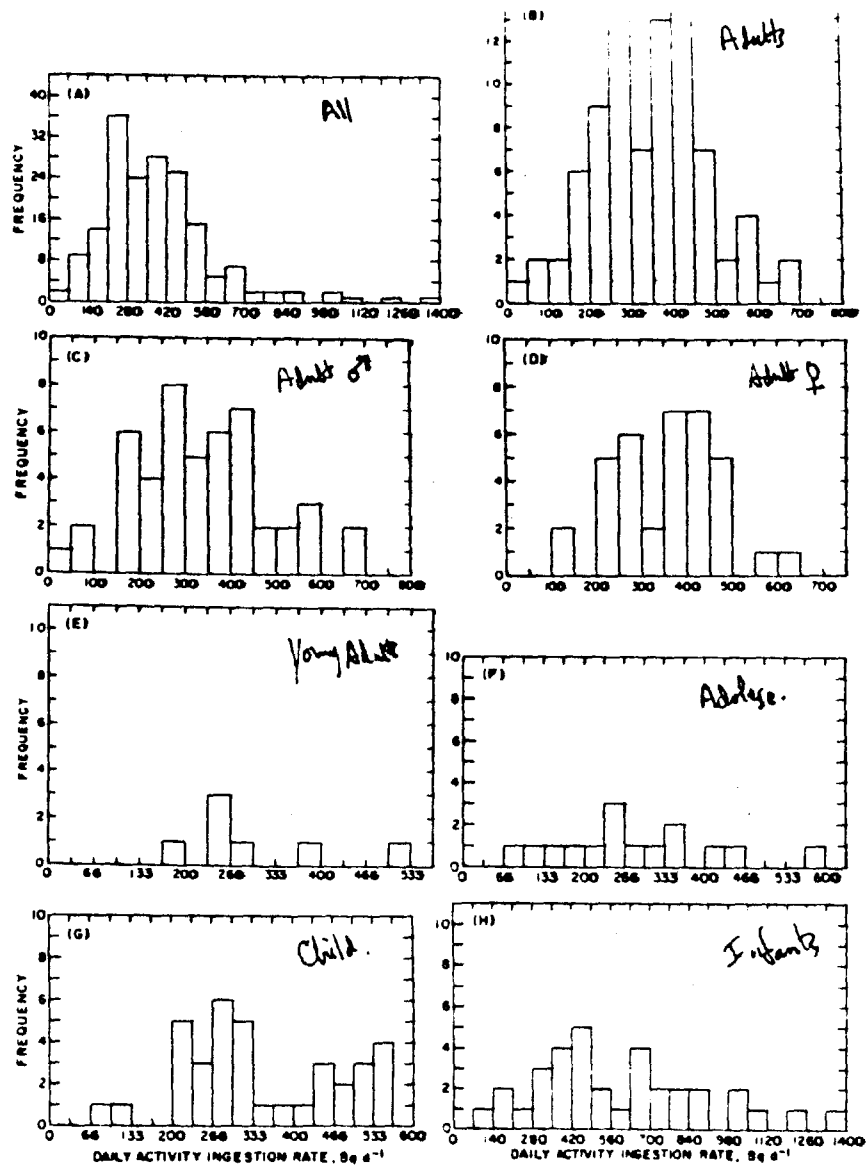 (A)
All
FREQUENCY
40
32
24
16
8
0
0 140 280 420 560 700 840 980 1120 1260 1400
(B)
Adults
12
10
8
6
4
2
0
0 100 200 300 400 500 600 700 800
(C)
Adult ♂
FREQUENCY
10
8
6
4
2
0
0 100 200 300 400 500 600 700 800
(D)
Adult ♀
10
8
6
4
2
0
0 100 200 300 400 500 600 700
(E)
Young Adult
FREQUENCY
10
8
6
4
2
0
0 66 133 200 266 333 400 466 533
(F)
Adolesc.
10
8
6
4
2
0
0 66 133 200 266 333 400 466 533 600
(G)
Child.
FREQUENCY
10
8
6
4
2
0
0 66 133 200 266 333 400 466 533 600
DAILY ACTIVITY INGESTION RATE, Bq d⁻¹
(H)
Infants
10
8
6
4
2
0
0 140 280 420 560 700 840 980 1120 1260 1400
DAILY ACTIVITY INGESTION RATE, Bq d⁻¹